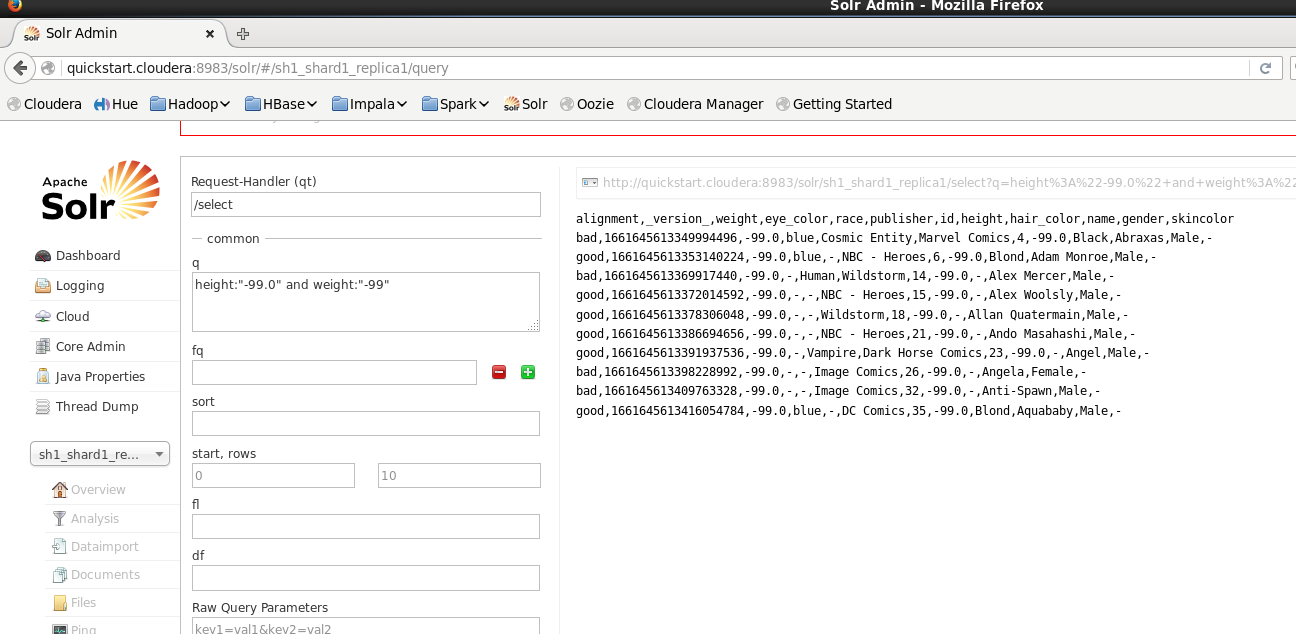 Solr Admin - Mozilla Firefox
Solr Solr Admin
quickstart.cloudera:8983/solr/#/sh1_shard1_replica1/query
Cloudera Hue Hadoop HBase Impala Spark Solr Solr Oozie Cloudera Manager Getting Started
Apache
Solr
Dashboard
Logging
Cloud
Core Admin
Java Properties
Thread Dump
sh1_shard1_re...
Overview
Analysis
Dataimport
Documents
Files
Ping
Request-Handler (qt)
/select
common
q
height:"-99.0" and weight:"-99"
fq
sort
start, rows
0 10
fl
df
Raw Query Parameters
key1=val1&key2=val2
http://quickstart.cloudera:8983/solr/sh1_shard1_replica1/select?q=height%3A%22-99.0%22+and+weight%3A%22
alignment,_version_,weight,eye_color,race,publisher,id,height,hair_color,name,gender,skincolor
bad,1661645613349994496,-99.0,blue,Cosmic Entity,Marvel Comics,4,-99.0,Black,Abraxas,Male,-
good,1661645613353140224,-99.0,blue,-,NBC - Heroes,6,-99.0,Blond,Adam Monroe,Male,-
bad,1661645613369917440,-99.0,-,Human,Wildstorm,14,-99.0,-,Alex Mercer,Male,-
good,1661645613372014592,-99.0,-,-,NBC - Heroes,15,-99.0,-,Alex Woolsly,Male,-
good,1661645613378306048,-99.0,-,-,Wildstorm,18,-99.0,-,Allan Quatermain,Male,-
good,1661645613386694656,-99.0,-,-,NBC - Heroes,21,-99.0,-,Ando Masahashi,Male,-
good,1661645613391937536,-99.0,-,Vampire,Dark Horse Comics,23,-99.0,-,Angel,Male,-
bad,1661645613398228992,-99.0,-,-,Image Comics,26,-99.0,-,Angela,Female,-
bad,1661645613409763328,-99.0,-,-,Image Comics,32,-99.0,-,Anti-Spawn,Male,-
good,1661645613416054784,-99.0,blue,-,DC Comics,35,-99.0,Blond,Aquababy,Male,-